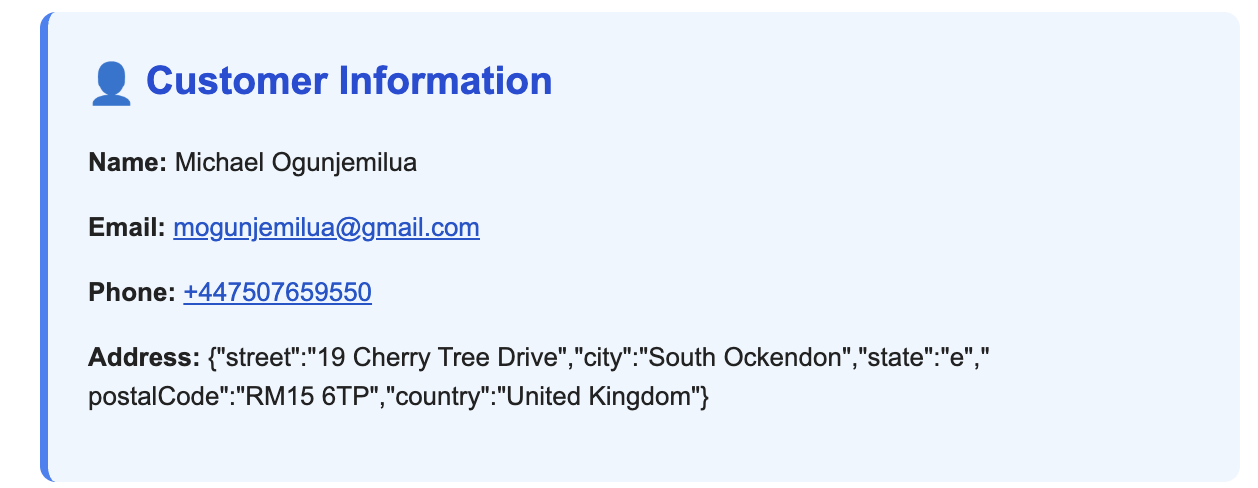 Customer Information
Name: Michael Ogunjemilua
Email: mogunjemilua@gmail.com
Phone: +447507659550
Address: {"street":"19 Cherry Tree Drive","city":"South Ockendon","state":"e","
postalCode":"RM15 6TP","country":"United Kingdom"}